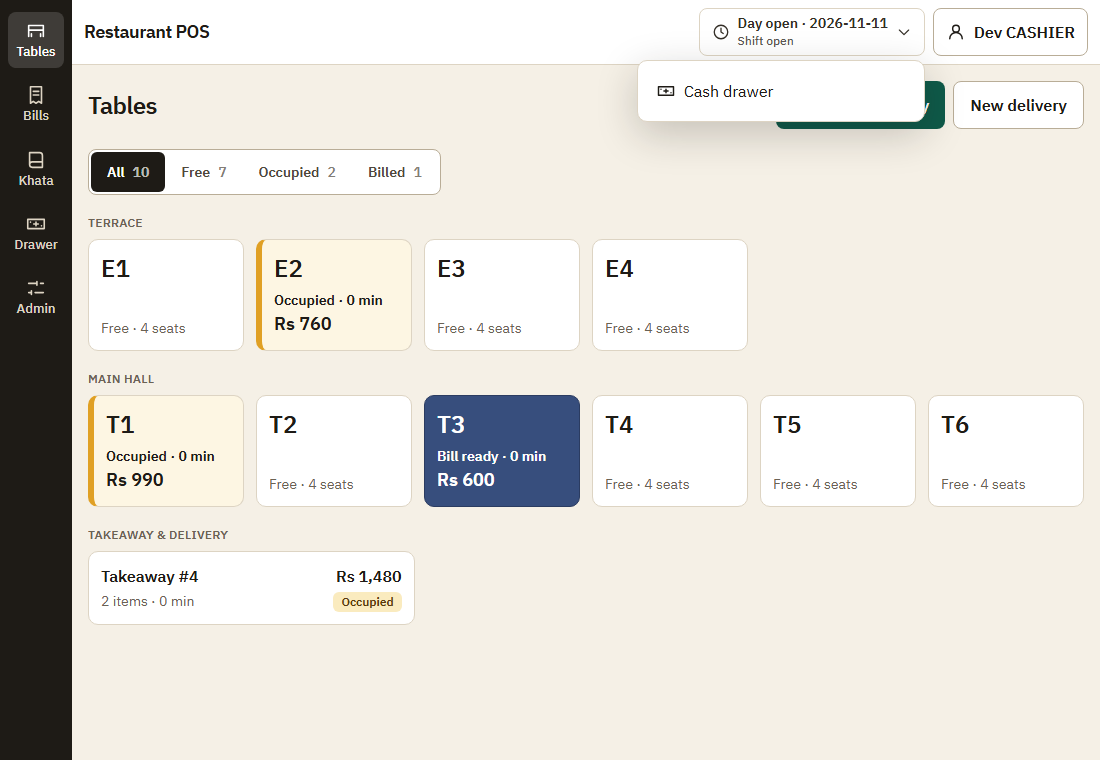 Tables
Bills
Khata
Drawer
Admin
Restaurant POS
Day open · 2026-11-11
Shift open
Dev CASHIER
Cash drawer
New delivery
Tables
All 10
Free 7
Occupied 2
Billed 1
TERRACE
E1
Free · 4 seats
E2
Occupied · 0 min
Rs 760
E3
Free · 4 seats
E4
Free · 4 seats
MAIN HALL
T1
Occupied · 0 min
Rs 990
T2
Free · 4 seats
T3
Bill ready · 0 min
Rs 600
T4
Free · 4 seats
T5
Free · 4 seats
T6
Free · 4 seats
TAKEAWAY & DELIVERY
Takeaway #4
Rs 1,480
2 items · 0 min
Occupied